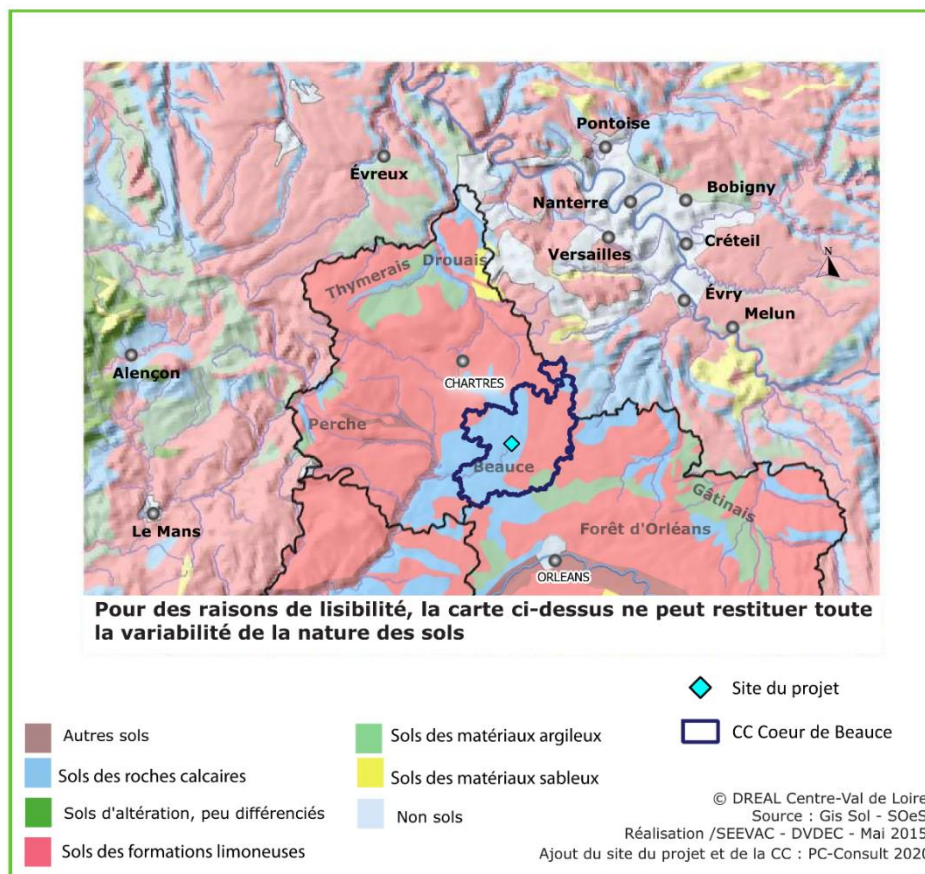 Pontoise
Évreux
Bobigny
Nanterre
Versailles
Créteil
Thymerais
Drouais
N
Évry
Melun
Alençon
CHARTRES
Perche
Beauce
Gâtinais
Le Mans
Forêt d'Orléans
ORLEANS
Pour des raisons de lisibilité, la carte ci-dessus ne peut restituer toute
la variabilité de la nature des sols
Site du projet
CC Coeur de Beauce
Autres sols
Sols des roches calcaires
Sols d'altération, peu différenciés
Sols des formations limoneuses
Sols des matériaux argileux
Sols des matériaux sableux
Non sols
© DREAL Centre-Val de Loire
Source : Gis Sol - SOeS
Réalisation /SEEVAC - DVDEC - Mai 2015
Ajout du site du projet et de la CC : PC-Consult 2020